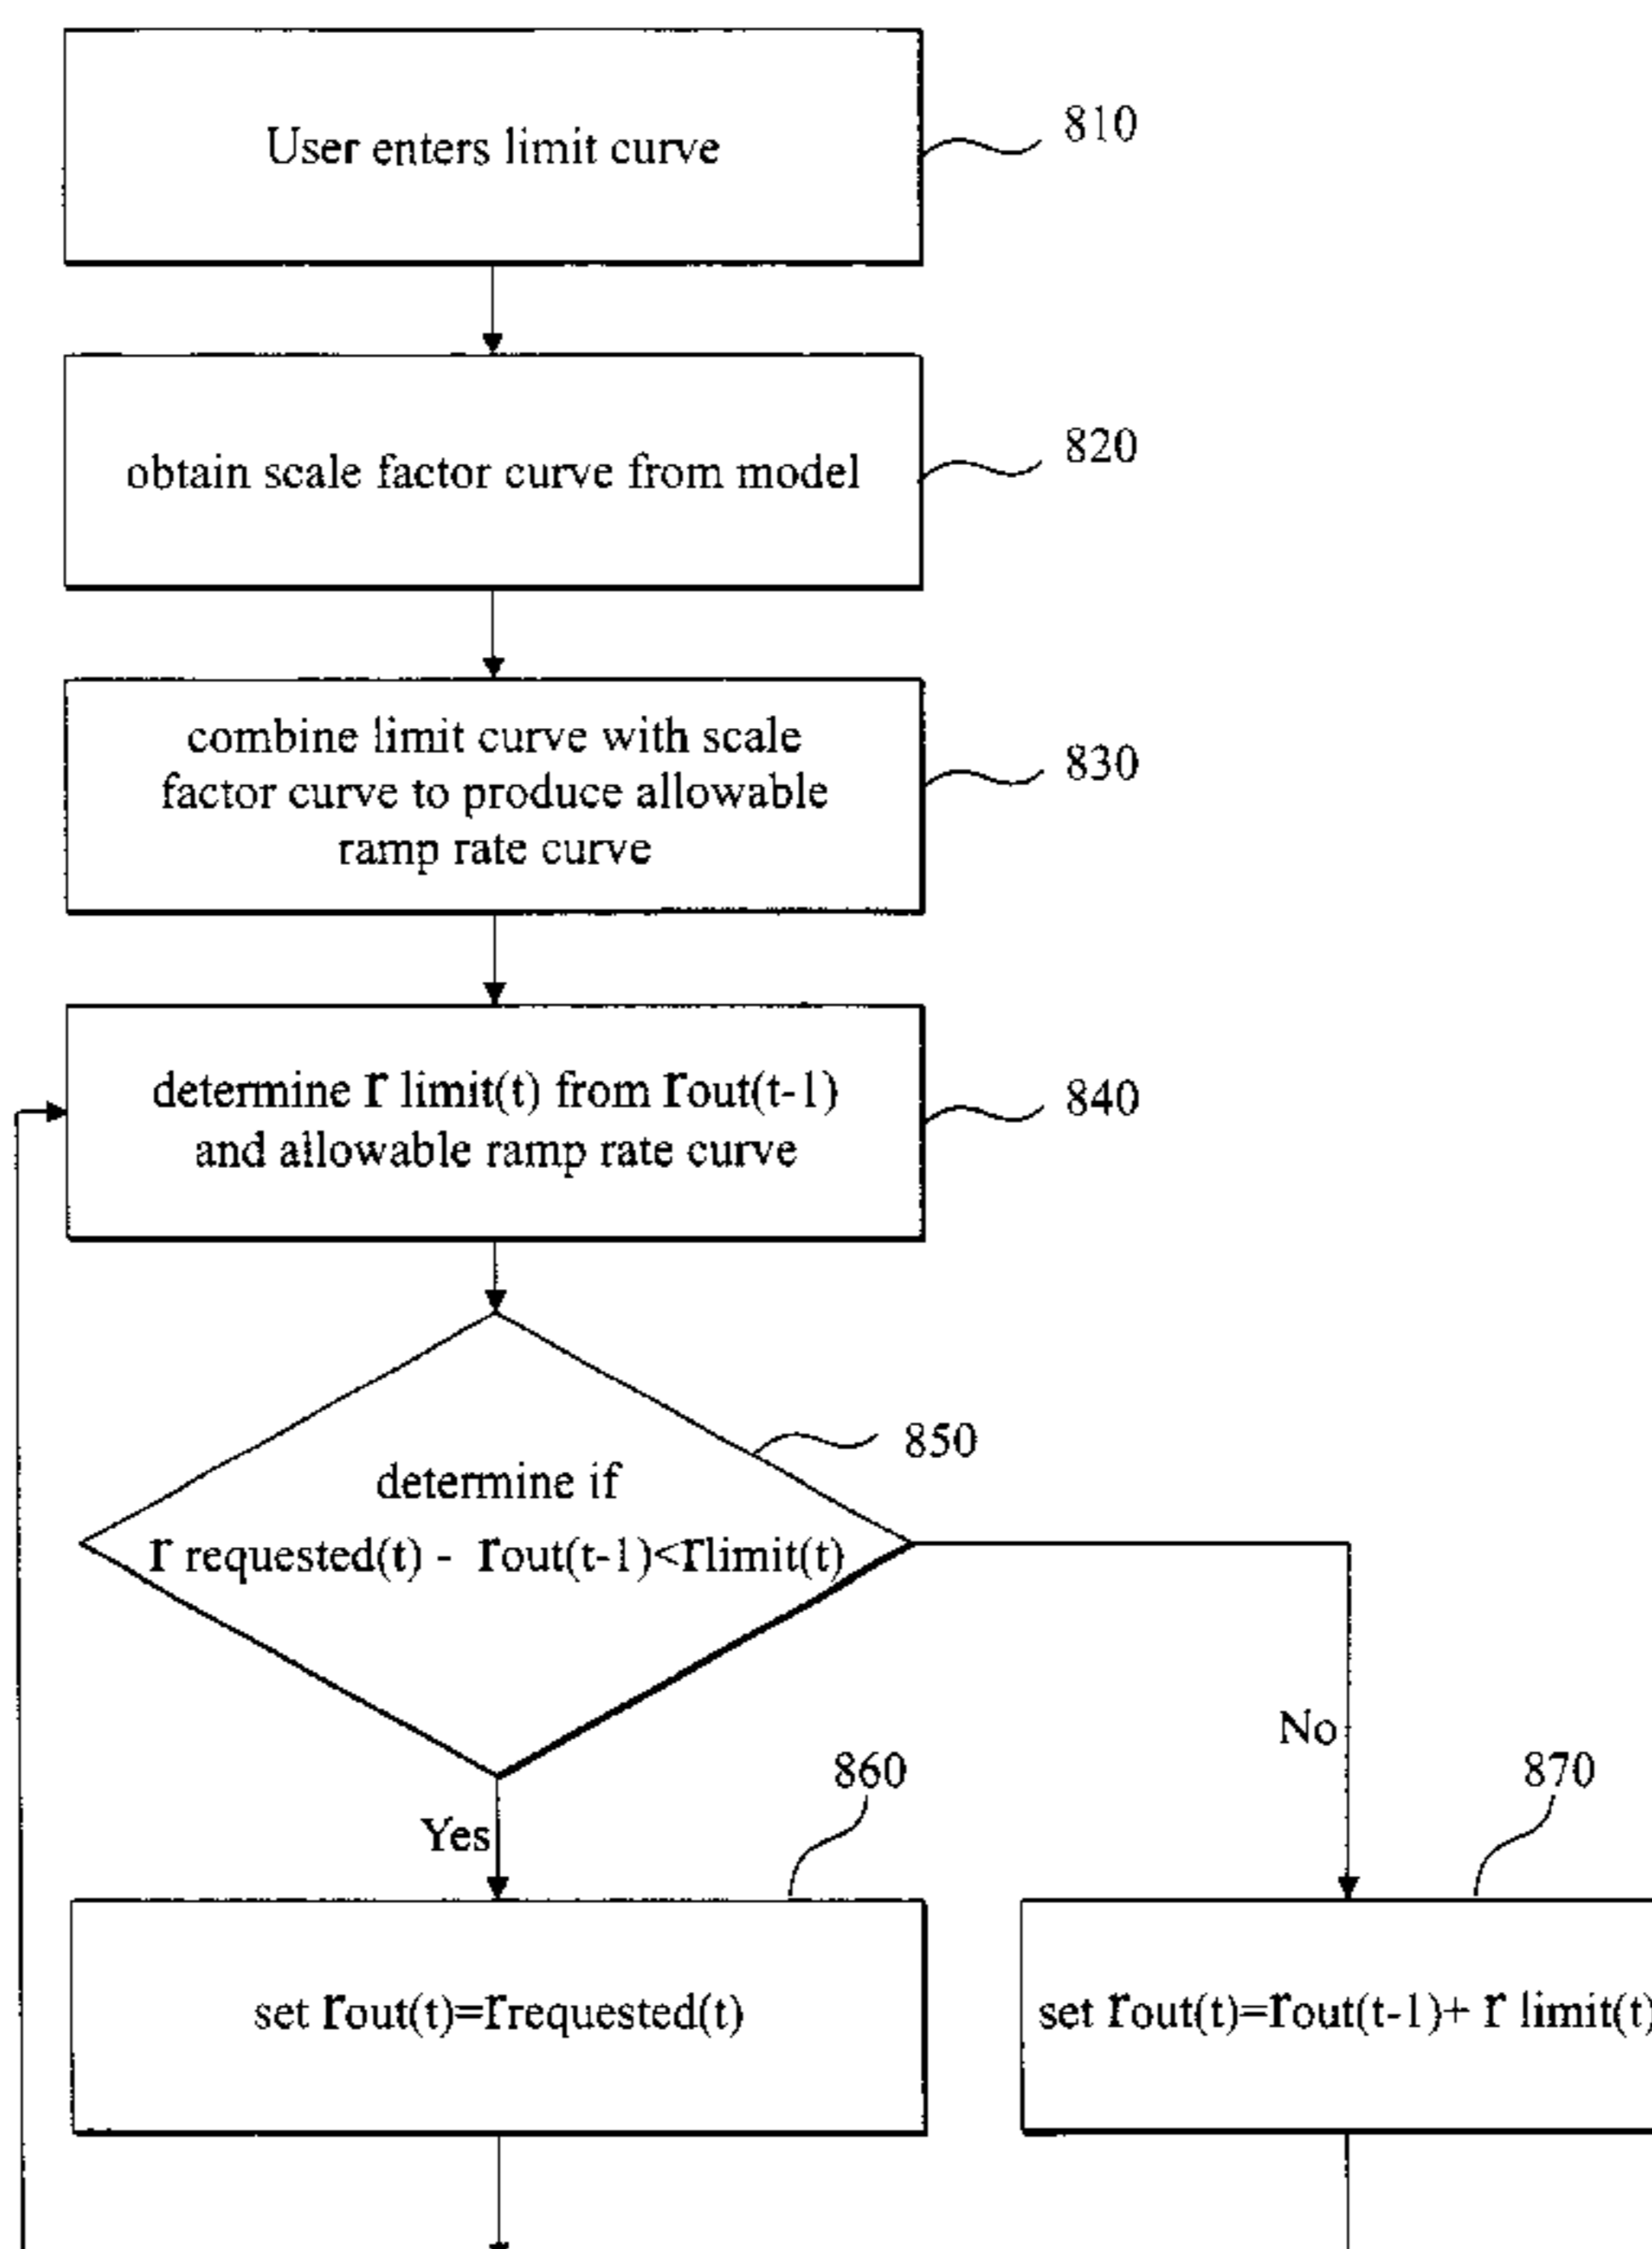 User enters limit curve
810
obtain scale factor curve from model
820
combine limit curve with scale
factor curve to produce allowable
ramp rate curve
830
determine r limit(t) from rout(t-1)
and allowable ramp rate curve
840
850
determine if
r requested(t) - rout(t-1)<rlimit(t)
No
Yes
860
870
set rout(t)=rrequested(t)
set rout(t)=rout(t-1)+ r limit(t)